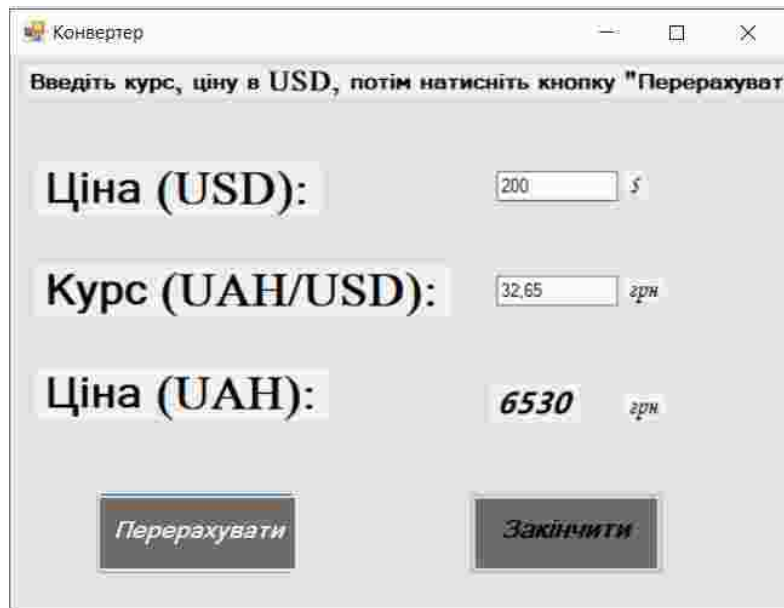 Конвертер
Введіть курс, ціну в USD, потім натисніть кнопку "Перерахуват
Ціна (USD):
200
$
Курс (UAH/USD):
32,65
грн
Ціна (UAH):
6530
грн
Перерахувати
Закінчити